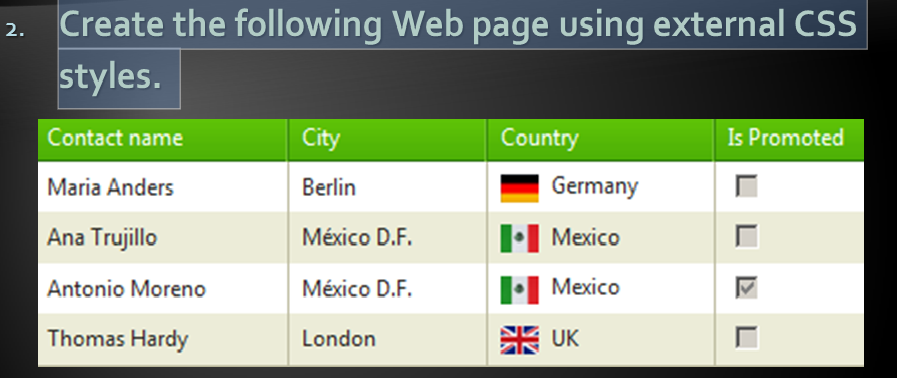 2. Create the following Web page using external CSS
styles.
Contact name City Country Is Promoted
Maria Anders Berlin Germany
Ana Trujillo México D.F. Mexico
Antonio Moreno México D.F. Mexico
Thomas Hardy London UK